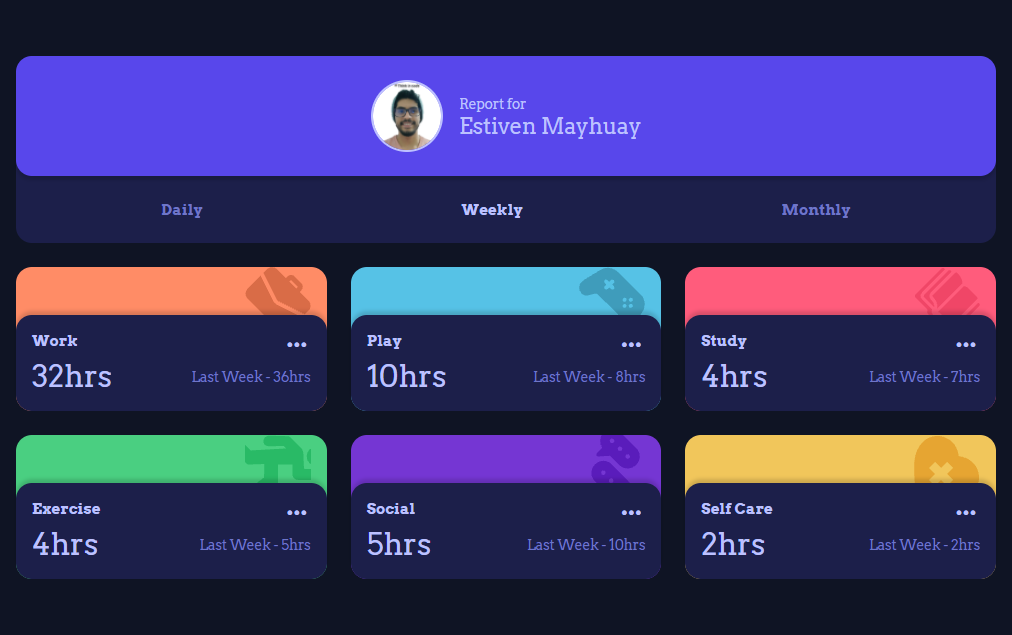 Report for
Estiven Mayhuay
Daily
Weekly
Monthly
Work
32hrs
Last Week - 36hrs
Play
10hrs
Last Week - 8hrs
Study
4hrs
Last Week - 7hrs
Exercise
4hrs
Last Week - 5hrs
Social
5hrs
Last Week - 10hrs
Self Care
2hrs
Last Week - 2hrs